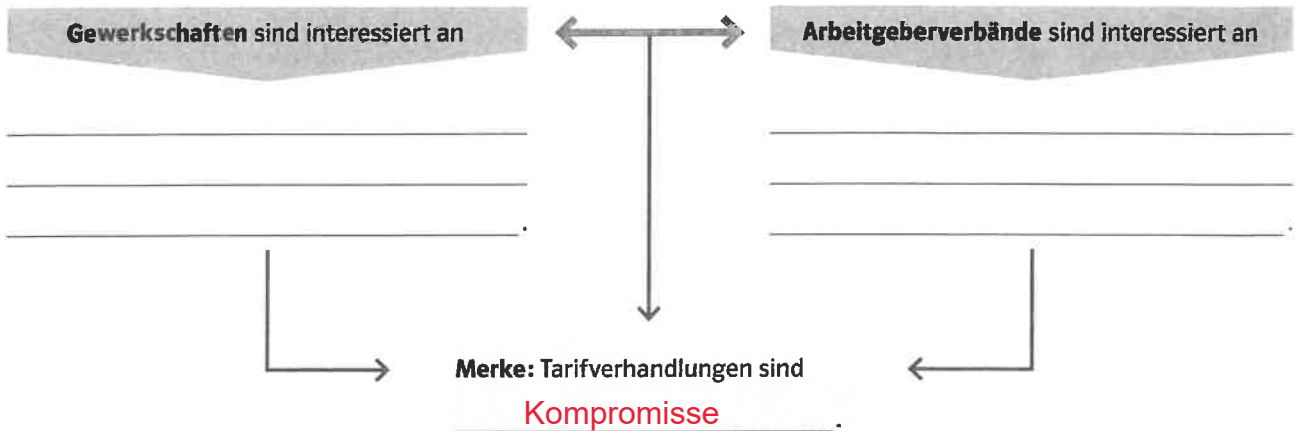 Gewerkschaften sind interessiert an
Arbeitgeberverbände sind interessiert an
.
.
Merke: Tarifverhandlungen sind
Kompromisse.